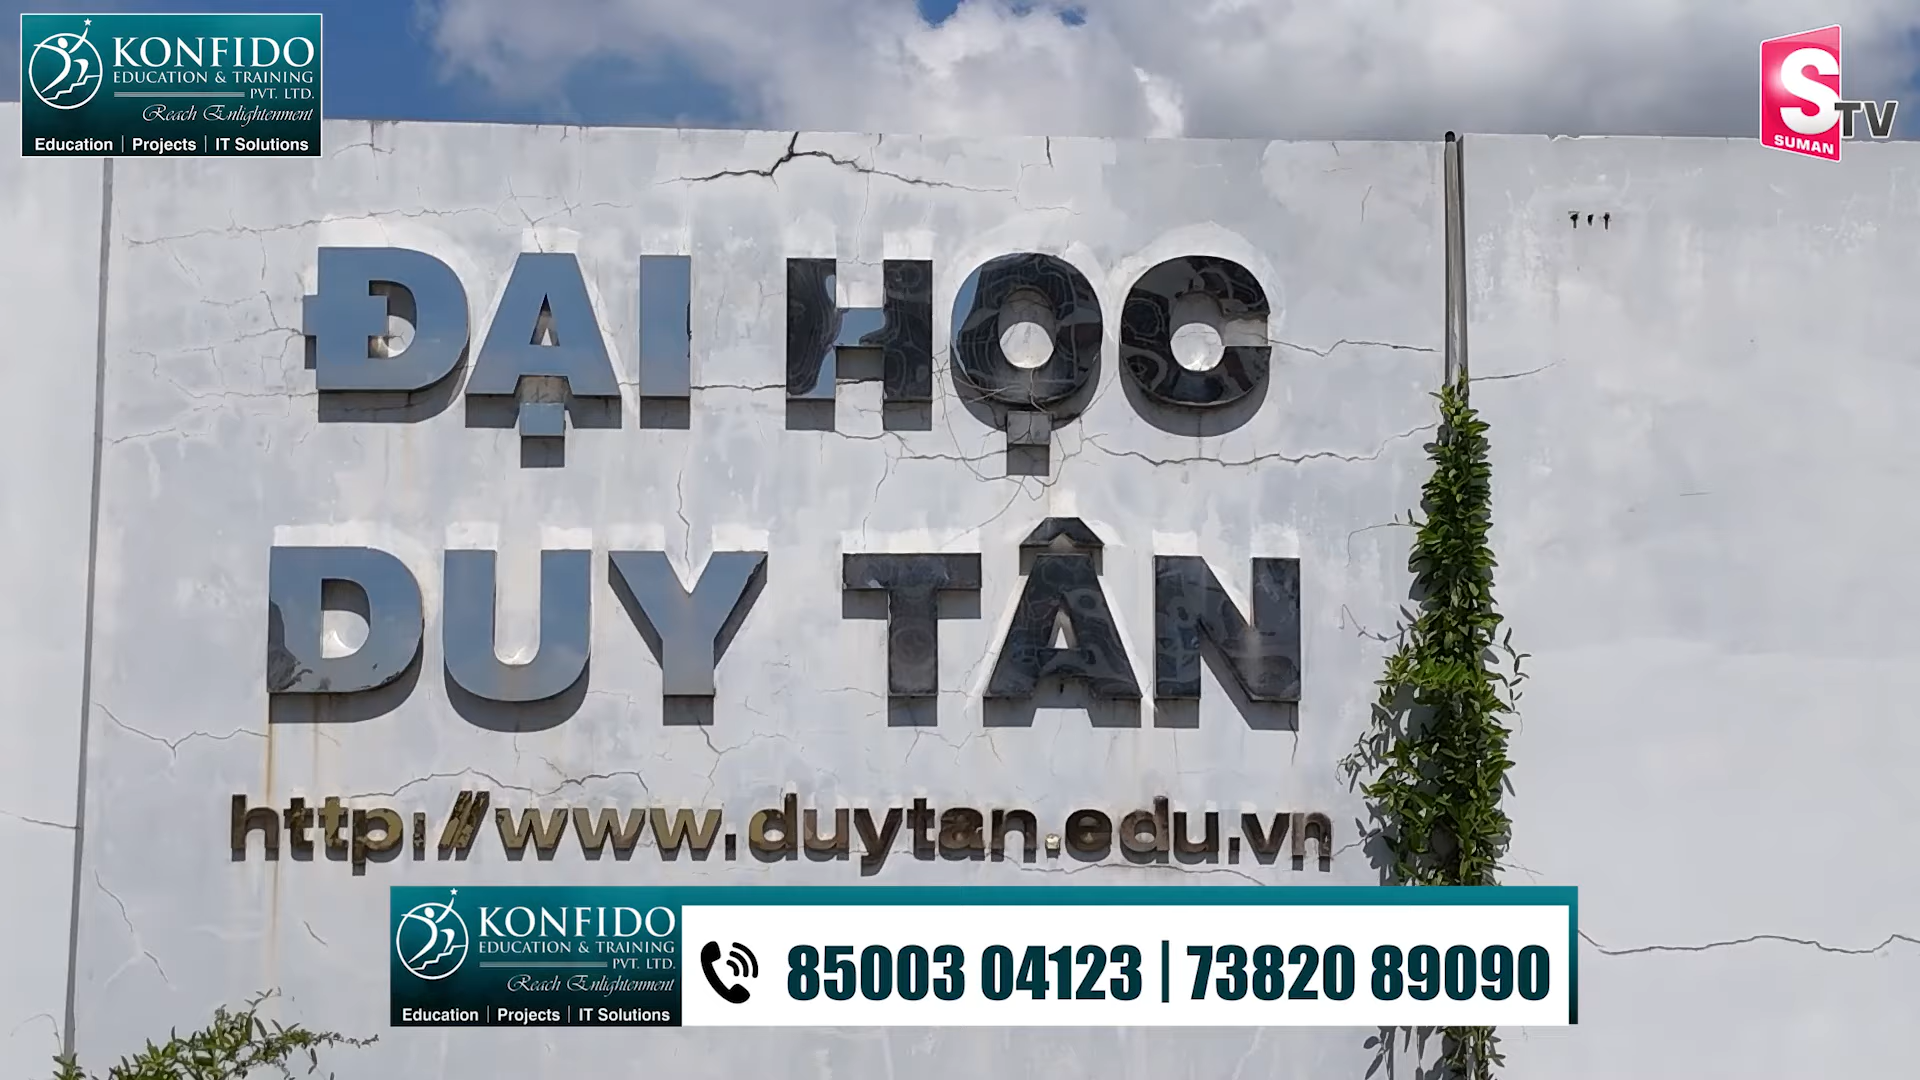 KONFIDO
EDUCATION & TRAINING
PVT. LTD.
Reach Enlightenment
Education | Projects | IT Solutions
S TV
SUMAN
ĐẠI HỌC
DUY TÂN
http://www.duytan.edu.vn
KONFIDO
EDUCATION & TRAINING
PVT. LTD.
Reach Enlightenment
Education | Projects | IT Solutions
85003 04123 | 73820 89090